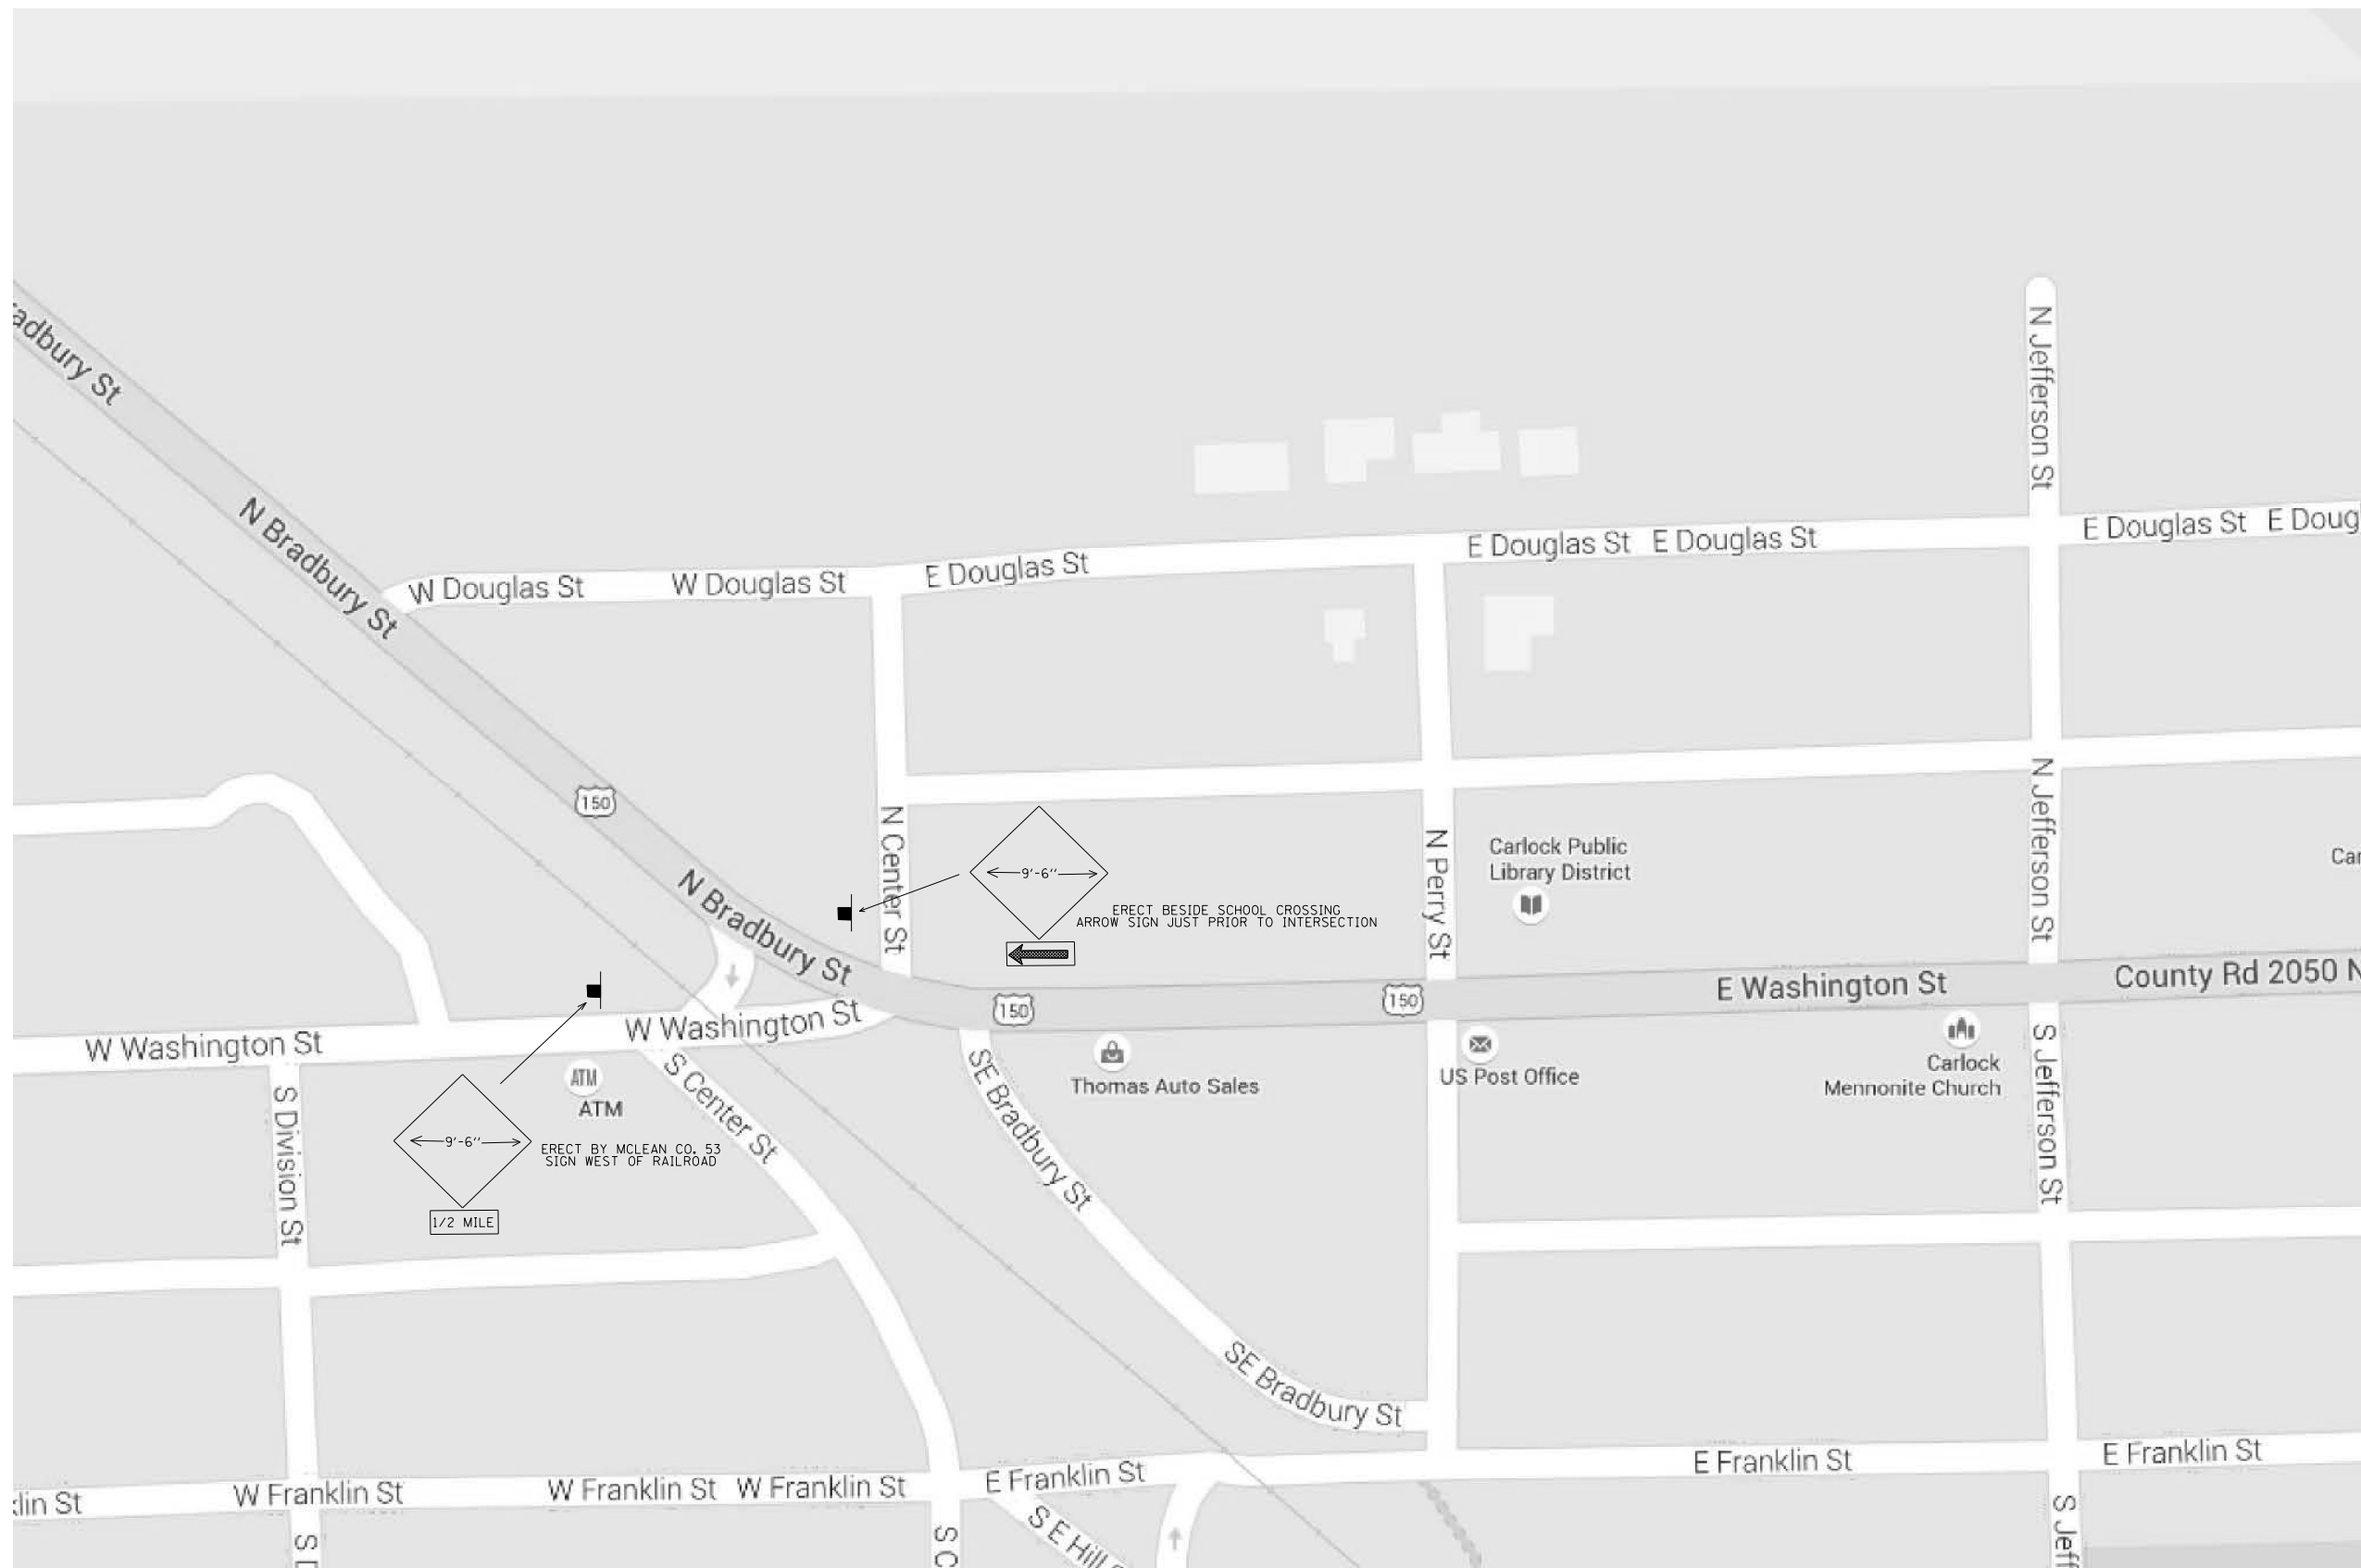 adbury St
N Jefferson St
N Bradbury St
W Douglas St
W Douglas St
E Douglas St
E Douglas St
E Douglas St
E Douglas St
E Doug
150
N Center St
N Bradbury St
9'-6"
ERECT BESIDE SCHOOL CROSSING
ARROW SIGN JUST PRIOR TO INTERSECTION
N Perry St
Carlock Public
Library District
N Jefferson St
Car
W Washington St
W Washington St
150
150
E Washington St
County Rd 2050 N
S Division St
ATM
ATM
S Center St
SE Bradbury St
Thomas Auto Sales
US Post Office
Carlock
Mennonite Church
S Jefferson St
9'-6"
ERECT BY MCLEAN CO. 53
SIGN WEST OF RAILROAD
1/2 MILE
SE Bradbury St
klin St
W Franklin St
W Franklin St
W Franklin St
E Franklin St
E Franklin St
E Franklin St
S E Hill
S C
S Jeff